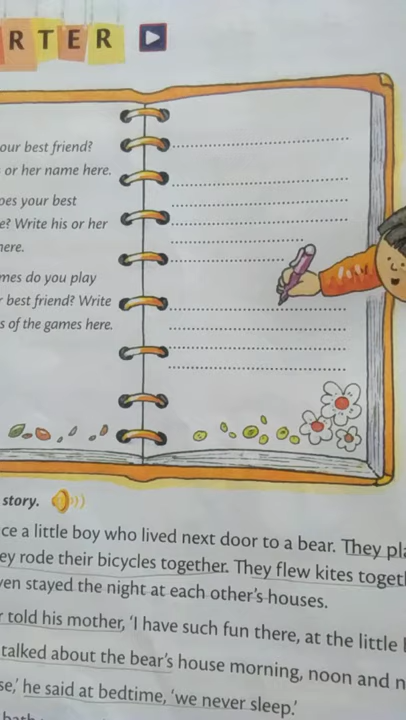 RTER
our best friend?
or her name here.
oes your best
e? Write his or her
here.
mes do you play
r best friend? Write
s of the games here.
story.
ce a little boy who lived next door to a bear. They pla
ey rode their bicycles together. They flew kites togeth
ven stayed the night at each other's houses.
r told his mother, 'I have such fun there, at the little b
talked about the bear's house morning, noon and n
se,' he said at bedtime, 'we never sleep.'